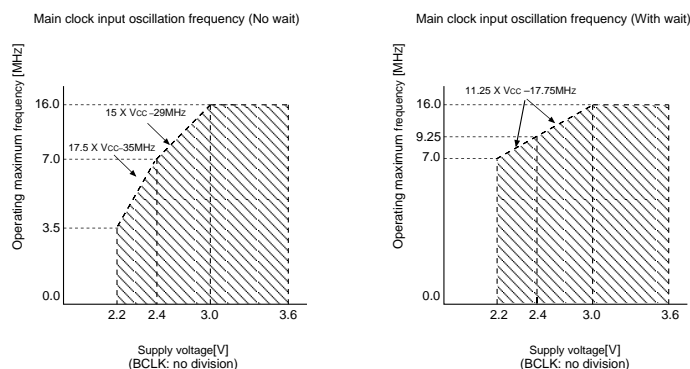 Main clock input oscillation frequency (No wait)
Operating maximum frequency [MHz]
16.0
7.0
3.5
0.0
15 X Vcc –29MHz
17.5 X Vcc–35MHz
2.2 2.4 3.0 3.6
Supply voltage[V]
(BCLK: no division)
Main clock input oscillation frequency (With wait)
Operating maximum frequency [MHz]
16.0
9.25
7.0
0.0
11.25 X Vcc –17.75MHz
2.2 2.4 3.0 3.6
Supply voltage[V]
(BCLK: no division)